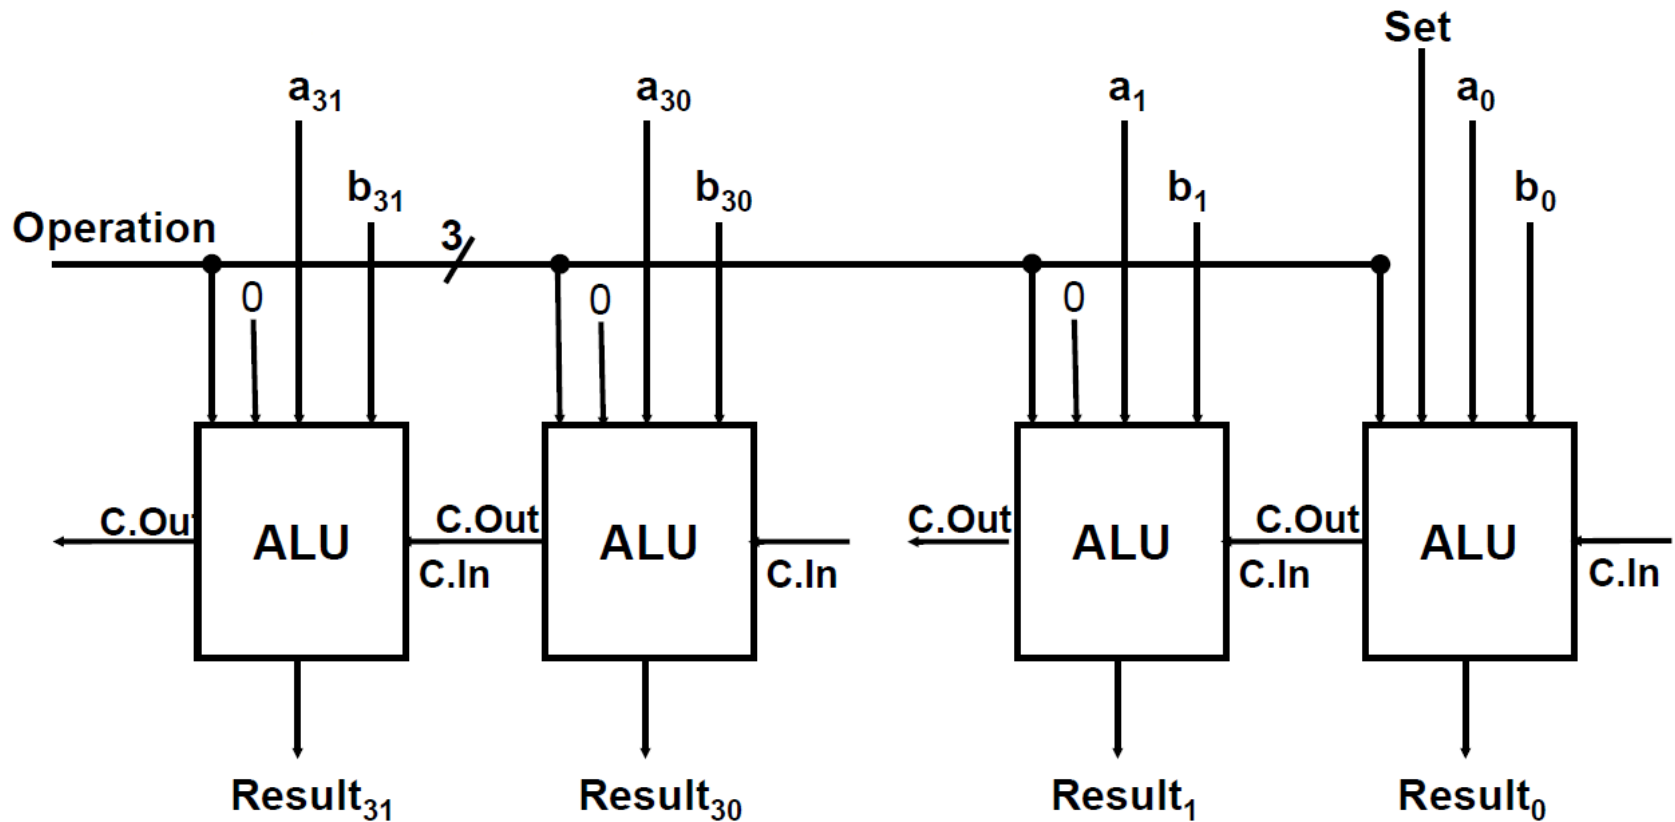 Set
a31 a30 a1 a0
b31 b30 b1 b0
Operation 3
0 0 0
C.Out ALU C.Out ALU C.Out ALU C.Out ALU
C.In C.In C.In C.In
Result31 Result30 Result1 Result0